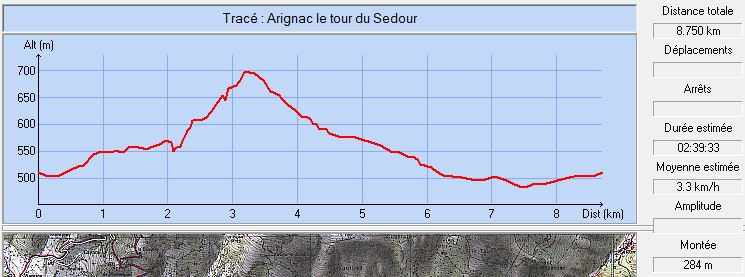 Tracé : Arignac le tour du Sedour
Alt (m)
700
650
600
550
500
0 1 2 3 4 5 6 7 8 Dist (km)
Distance totale
8.750 km
Déplacements
Arrêts
Durée estimée
02:39:33
Moyenne estimée
3.3 km/h
Amplitude
Montée
284 m